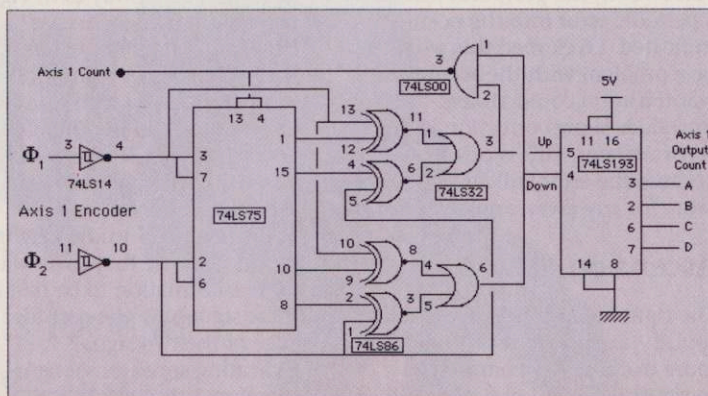 Axis 1 Count
3
1
2
74LS00
5V
13 4
13
12
11
1
2
3
74LS32
Up
Down
11 16
5
4
74LS193
Axis 1
Output
Count
3 A
2 B
6 C
7 D
14 8
Φ1
3 4
74LS14
3
7
1
15
4
5
6
74LS75
Axis 1 Encoder
Φ2
11 10
2
6
10
8
10
9
8
4
5
6
2
1
3
74LS86